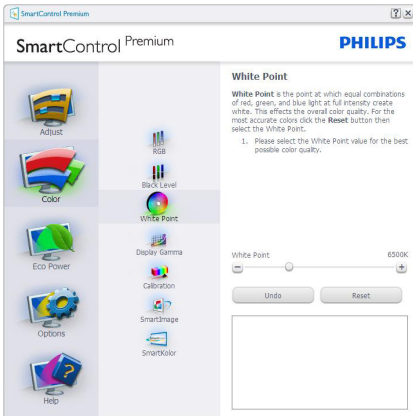 SmartControl Premium
SmartControl Premium
PHILIPS
Adjust
Color
Eco Power
Options
Help
RGB
Black Level
White Point
Display Gamma
Calibration
SmartImage
SmartKolor
White Point
White Point is the point at which equal combinations
of red, green, and blue light at full intensity create
white. This effects the overall color quality. For the
most accurate colors click the Reset button then
select the White Point.
1. Please select the White Point value for the best
possible color quality.
White Point 6500K
Undo Reset